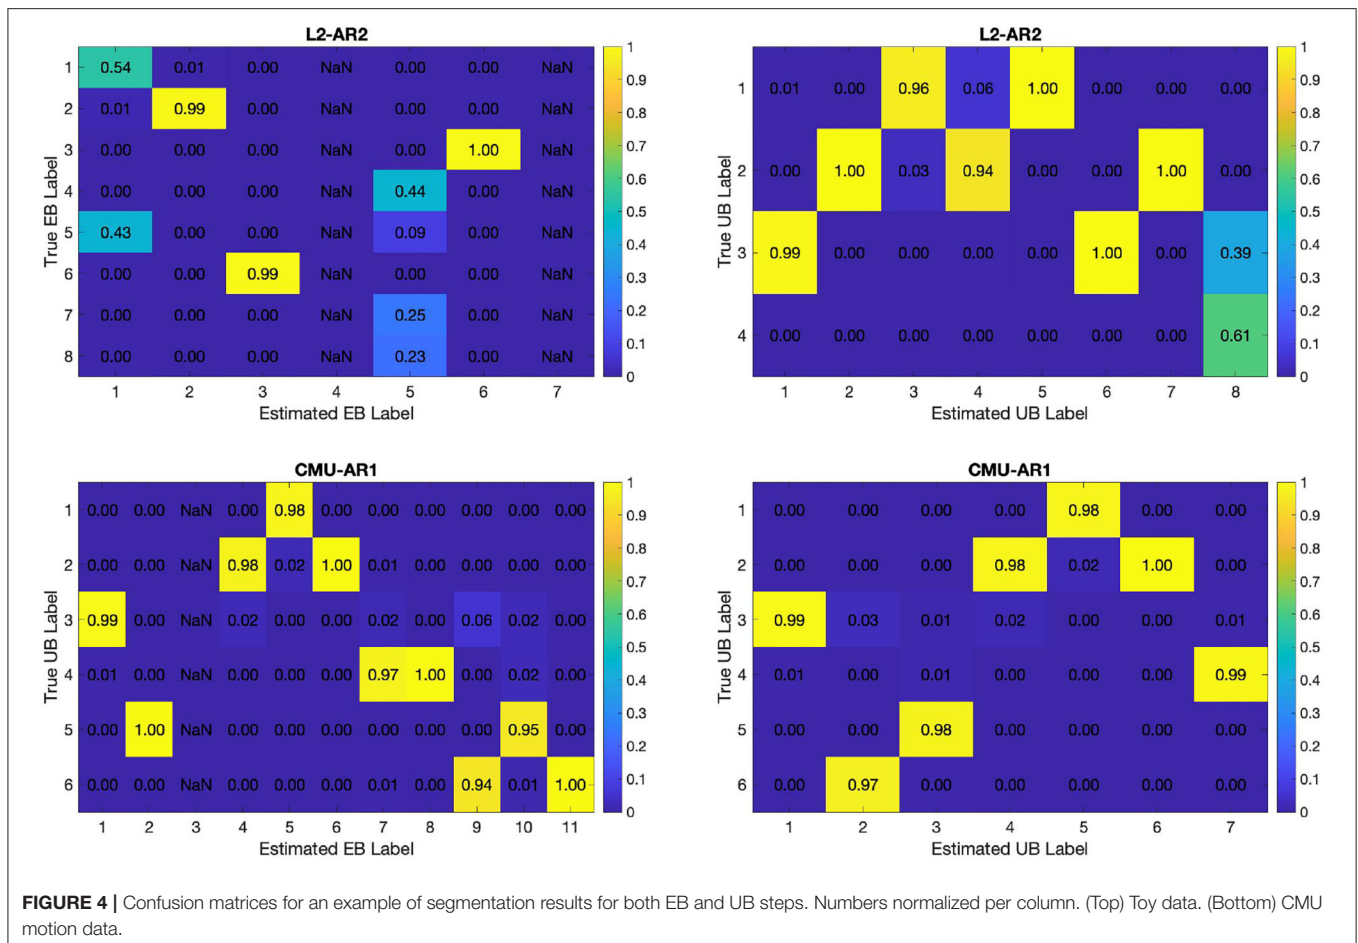 L2-AR2
1 0.54 0.01 0.00 NaN 0.00 0.00 NaN
2 0.01 0.99 0.00 NaN 0.00 0.00 NaN
3 0.00 0.00 0.00 NaN 0.00 1.00 NaN
4 0.00 0.00 0.00 NaN 0.44 0.00 NaN
5 0.43 0.00 0.00 NaN 0.09 0.00 NaN
6 0.00 0.00 0.99 NaN 0.00 0.00 NaN
7 0.00 0.00 0.00 NaN 0.25 0.00 NaN
8 0.00 0.00 0.00 NaN 0.23 0.00 NaN
1 2 3 4 5 6 7
True EB Label
Estimated EB Label
1
0.9
0.8
0.7
0.6
0.5
0.4
0.3
0.2
0.1
0
L2-AR2
1 0.01 0.00 0.96 0.06 1.00 0.00 0.00 0.00
2 0.00 1.00 0.03 0.94 0.00 0.00 1.00 0.00
3 0.99 0.00 0.00 0.00 0.00 1.00 0.00 0.39
4 0.00 0.00 0.00 0.00 0.00 0.00 0.00 0.61
1 2 3 4 5 6 7 8
True UB Label
Estimated UB Label
1
0.9
0.8
0.7
0.6
0.5
0.4
0.3
0.2
0.1
0
CMU-AR1
1 0.00 0.00 NaN 0.00 0.98 0.00 0.00 0.00 0.00 0.00 0.00
2 0.00 0.00 NaN 0.98 0.02 1.00 0.01 0.00 0.00 0.00 0.00
3 0.99 0.00 NaN 0.02 0.00 0.00 0.02 0.00 0.06 0.02 0.00
4 0.01 0.00 NaN 0.00 0.00 0.00 0.97 1.00 0.00 0.02 0.00
5 0.00 1.00 NaN 0.00 0.00 0.00 0.00 0.00 0.00 0.95 0.00
6 0.00 0.00 NaN 0.00 0.00 0.00 0.01 0.00 0.94 0.01 1.00
1 2 3 4 5 6 7 8 9 10 11
True UB Label
Estimated EB Label
1
0.9
0.8
0.7
0.6
0.5
0.4
0.3
0.2
0.1
0
CMU-AR1
1 0.00 0.00 0.00 0.00 0.98 0.00 0.00
2 0.00 0.00 0.00 0.98 0.02 1.00 0.00
3 0.99 0.03 0.01 0.02 0.00 0.00 0.01
4 0.01 0.00 0.01 0.00 0.00 0.00 0.99
5 0.00 0.00 0.98 0.00 0.00 0.00 0.00
6 0.00 0.97 0.00 0.00 0.00 0.00 0.00
1 2 3 4 5 6 7
True UB Label
Estimated UB Label
1
0.9
0.8
0.7
0.6
0.5
0.4
0.3
0.2
0.1
0
FIGURE 4 | Confusion matrices for an example of segmentation results for both EB and UB steps. Numbers normalized per column. (Top) Toy data. (Bottom) CMU
motion data.